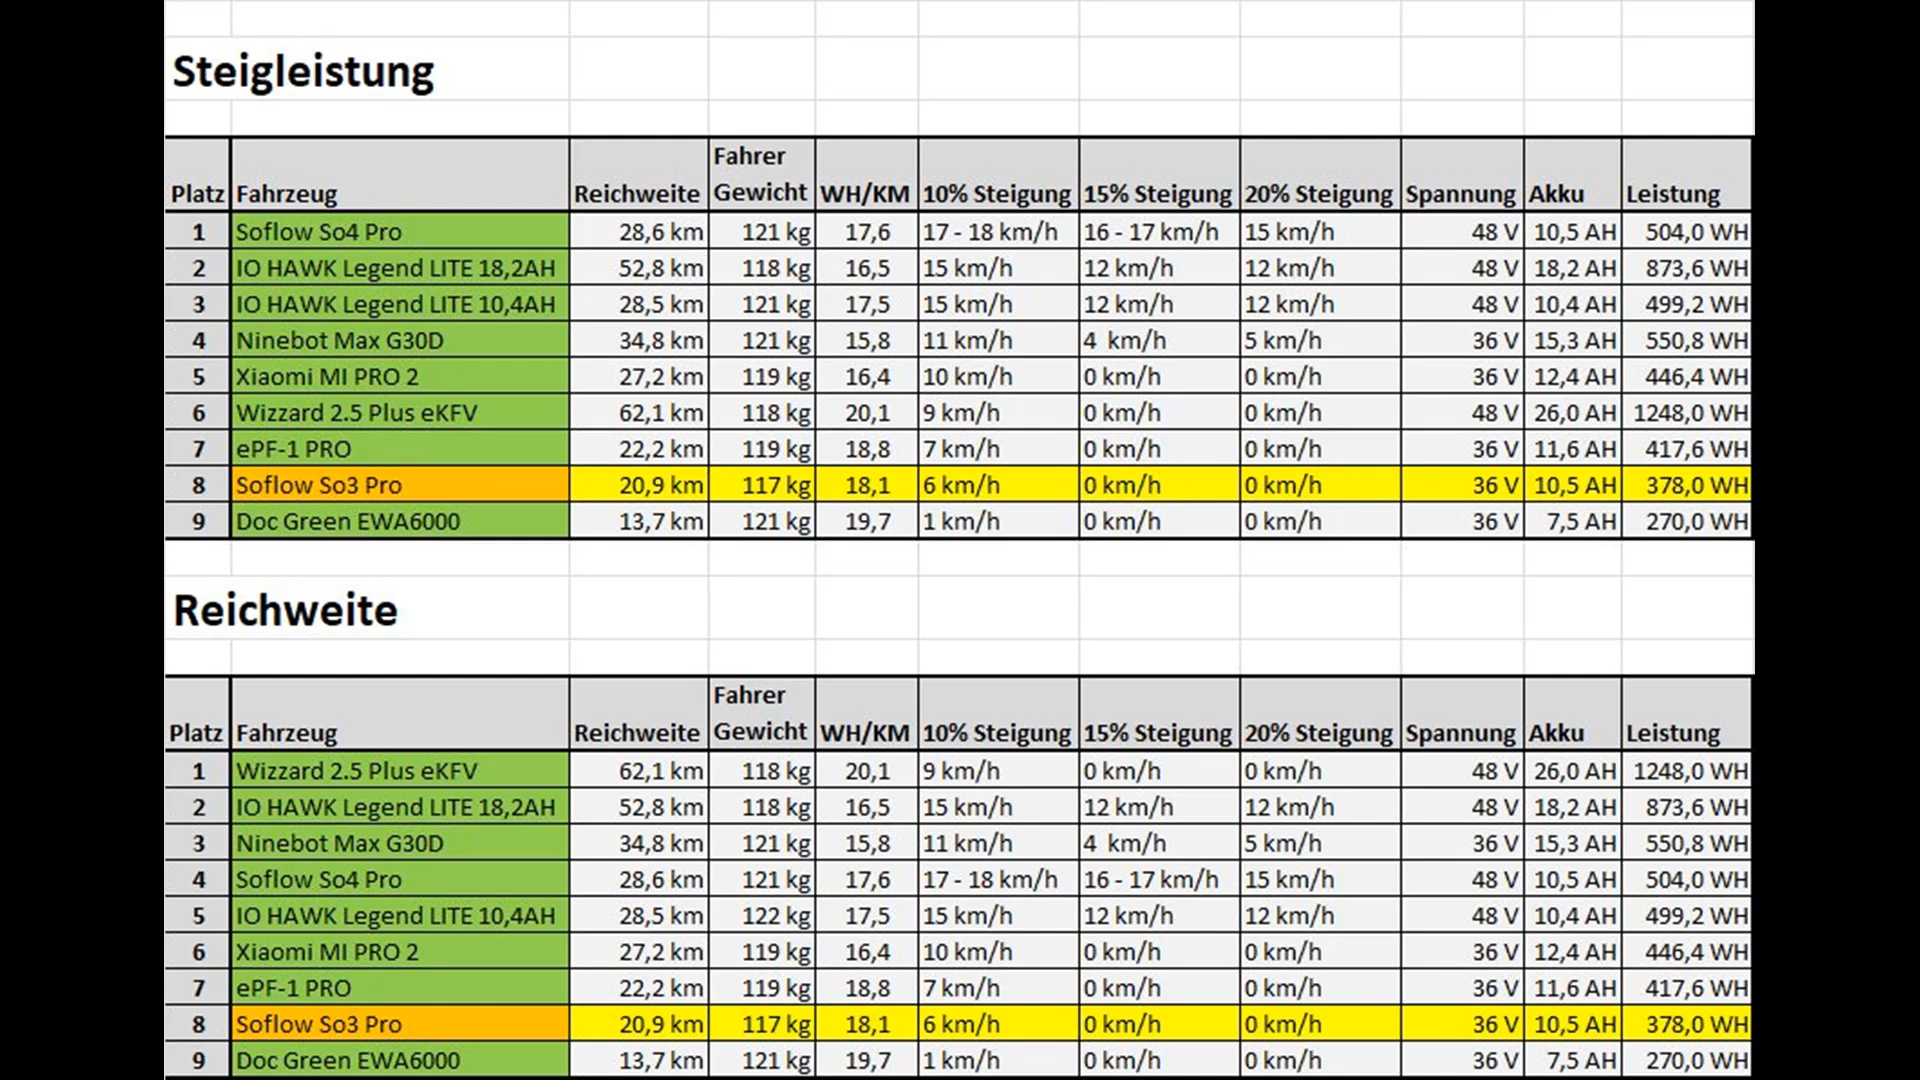 Steigleistung
Platz Fahrzeug Reichweite Fahrer Gewicht WH/KM 10% Steigung 15% Steigung 20% Steigung Spannung Akku Leistung
1 Soflow So4 Pro 28,6 km 121 kg 17,6 17 - 18 km/h 16 - 17 km/h 15 km/h 48 V 10,5 AH 504,0 WH
2 IO HAWK Legend LITE 18,2AH 52,8 km 118 kg 16,5 15 km/h 12 km/h 12 km/h 48 V 18,2 AH 873,6 WH
3 IO HAWK Legend LITE 10,4AH 28,5 km 121 kg 17,5 15 km/h 12 km/h 12 km/h 48 V 10,4 AH 499,2 WH
4 Ninebot Max G30D 34,8 km 121 kg 15,8 11 km/h 4 km/h 5 km/h 36 V 15,3 AH 550,8 WH
5 Xiaomi MI PRO 2 27,2 km 119 kg 16,4 10 km/h 0 km/h 0 km/h 36 V 12,4 AH 446,4 WH
6 Wizzard 2.5 Plus eKFV 62,1 km 118 kg 20,1 9 km/h 0 km/h 0 km/h 48 V 26,0 AH 1248,0 WH
7 ePF-1 PRO 22,2 km 119 kg 18,8 7 km/h 0 km/h 0 km/h 36 V 11,6 AH 417,6 WH
8 Soflow So3 Pro 20,9 km 117 kg 18,1 6 km/h 0 km/h 0 km/h 36 V 10,5 AH 378,0 WH
9 Doc Green EWA6000 13,7 km 121 kg 19,7 1 km/h 0 km/h 0 km/h 36 V 7,5 AH 270,0 WH
Reichweite
Platz Fahrzeug Reichweite Fahrer Gewicht WH/KM 10% Steigung 15% Steigung 20% Steigung Spannung Akku Leistung
1 Wizzard 2.5 Plus eKFV 62,1 km 118 kg 20,1 9 km/h 0 km/h 0 km/h 48 V 26,0 AH 1248,0 WH
2 IO HAWK Legend LITE 18,2AH 52,8 km 118 kg 16,5 15 km/h 12 km/h 12 km/h 48 V 18,2 AH 873,6 WH
3 Ninebot Max G30D 34,8 km 121 kg 15,8 11 km/h 4 km/h 5 km/h 36 V 15,3 AH 550,8 WH
4 Soflow So4 Pro 28,6 km 121 kg 17,6 17 - 18 km/h 16 - 17 km/h 15 km/h 48 V 10,5 AH 504,0 WH
5 IO HAWK Legend LITE 10,4AH 28,5 km 122 kg 17,5 15 km/h 12 km/h 12 km/h 48 V 10,4 AH 499,2 WH
6 Xiaomi MI PRO 2 27,2 km 119 kg 16,4 10 km/h 0 km/h 0 km/h 36 V 12,4 AH 446,4 WH
7 ePF-1 PRO 22,2 km 119 kg 18,8 7 km/h 0 km/h 0 km/h 36 V 11,6 AH 417,6 WH
8 Soflow So3 Pro 20,9 km 117 kg 18,1 6 km/h 0 km/h 0 km/h 36 V 10,5 AH 378,0 WH
9 Doc Green EWA6000 13,7 km 121 kg 19,7 1 km/h 0 km/h 0 km/h 36 V 7,5 AH 270,0 WH